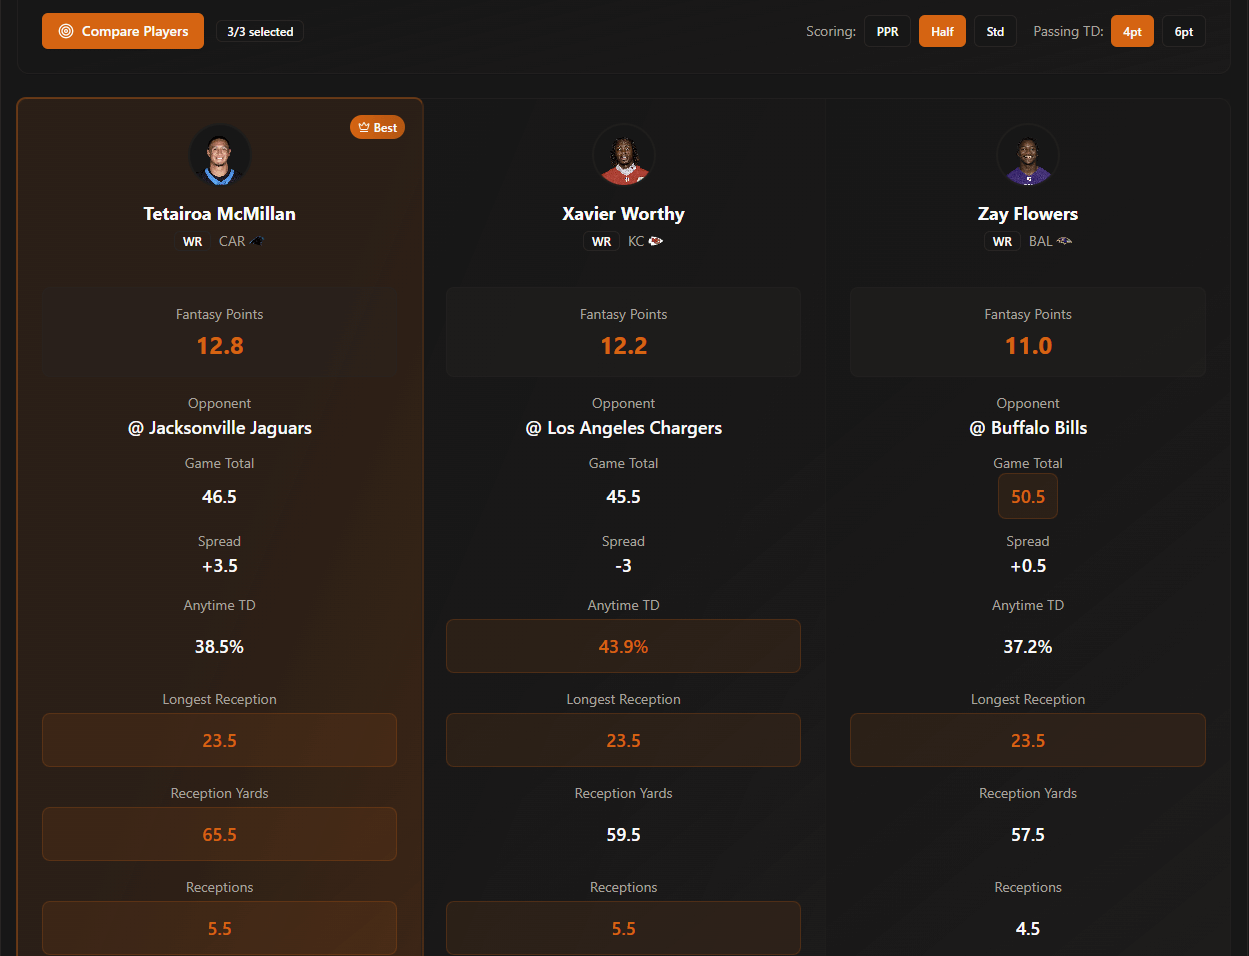 Compare Players
3/3 selected
Scoring:
PPR
Half
Std
Passing TD:
4pt
6pt
Best
Tetairoa McMillan
WR CAR
Fantasy Points
12.8
Opponent
@ Jacksonville Jaguars
Game Total
46.5
Spread
+3.5
Anytime TD
38.5%
Longest Reception
23.5
Reception Yards
65.5
Receptions
5.5
Xavier Worthy
WR KC
Fantasy Points
12.2
Opponent
@ Los Angeles Chargers
Game Total
45.5
Spread
-3
Anytime TD
43.9%
Longest Reception
23.5
Reception Yards
59.5
Receptions
5.5
Zay Flowers
WR BAL
Fantasy Points
11.0
Opponent
@ Buffalo Bills
Game Total
50.5
Spread
+0.5
Anytime TD
37.2%
Longest Reception
23.5
Reception Yards
57.5
Receptions
4.5